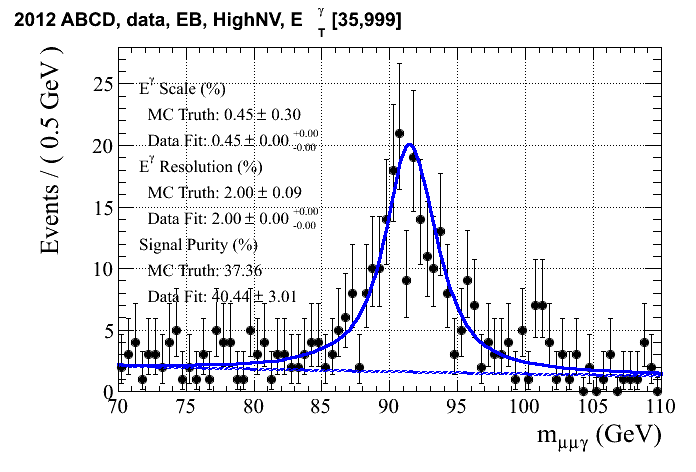 2012 ABCD, data, EB, HighNV, E γ T [35,999]
Events / ( 0.5 GeV )
25
20
15
10
5
0
Eγ Scale (%)
MC Truth: 0.45 ± 0.30
Data Fit: 0.45 ± 0.00 +0.00 -0.00
Eγ Resolution (%)
MC Truth: 2.00 ± 0.09
Data Fit: 2.00 ± 0.00 +0.00 -0.00
Signal Purity (%)
MC Truth: 37.36
Data Fit: 40.44 ± 3.01
70 75 80 85 90 95 100 105 110
mμμγ (GeV)